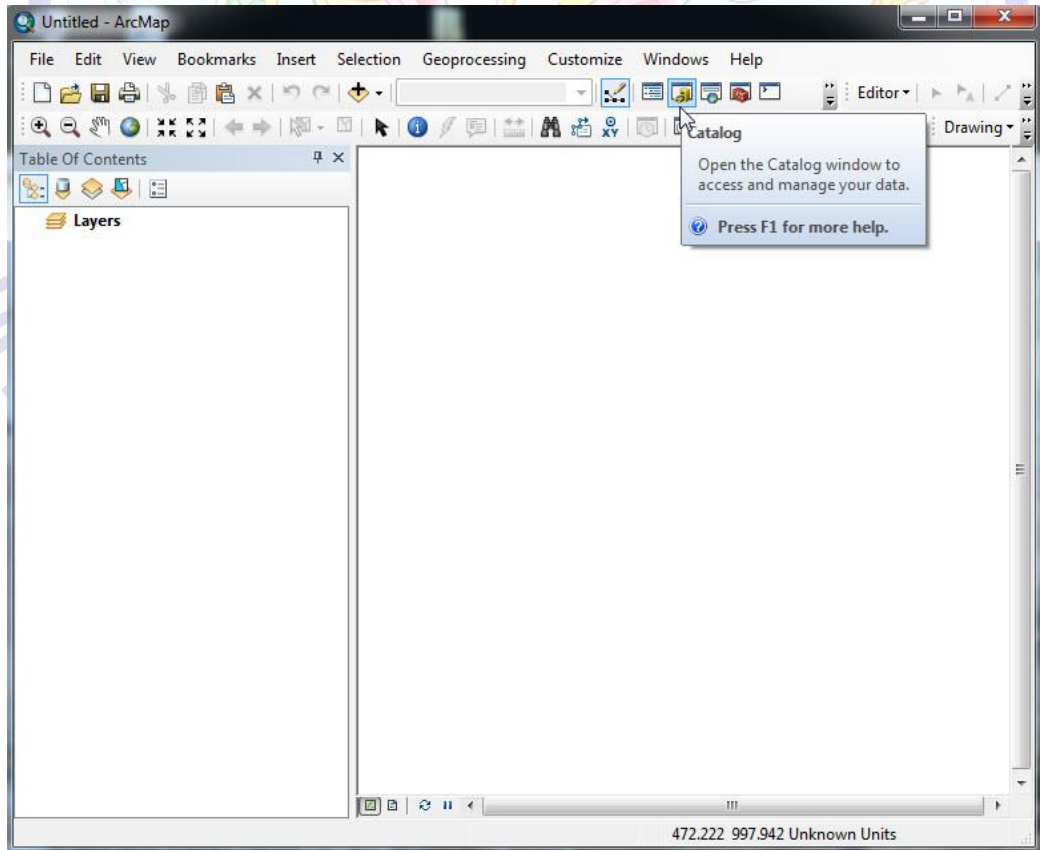 Untitled - ArcMap
File Edit View Bookmarks Insert Selection Geoprocessing Customize Windows Help
Editor
XY Drawing
Table Of Contents
Catalog
Open the Catalog window to
access and manage your data.
Press F1 for more help.
Layers
472.222 997.942 Unknown Units